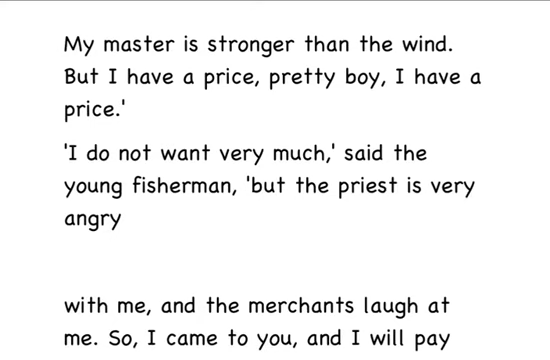 My master is stronger than the wind.
But I have a price, pretty boy, I have a
price.'
'I do not want very much,' said the
young fisherman, 'but the priest is very
angry
with me, and the merchants laugh at
me. So, I came to you, and I will pay